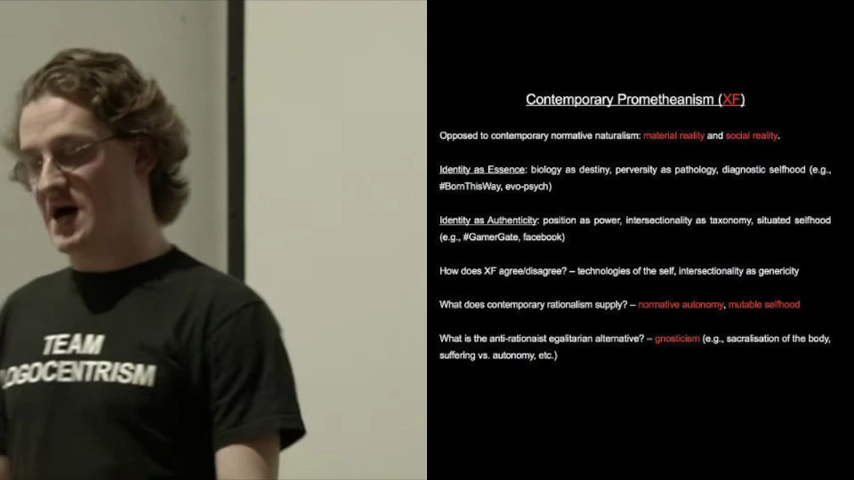 TEAM
LOGOCENTRISM
Contemporary Prometheanism (XF)
Opposed to contemporary normative naturalism: material reality and social reality.
Identity as Essence: biology as destiny, perversity as pathology, diagnostic selfhood (e.g.,
#BornThisWay, evo-psych)
Identity as Authenticity: position as power, intersectionality as taxonomy, situated selfhood
(e.g., #GamerGate, facebook)
How does XF agree/disagree? – technologies of the self, intersectionality as genericity
What does contemporary rationalism supply? – normative autonomy, mutable selfhood
What is the anti-rationaist egalitarian alternative? – gnosticism (e.g., sacralisation of the body,
suffering vs. autonomy, etc.)